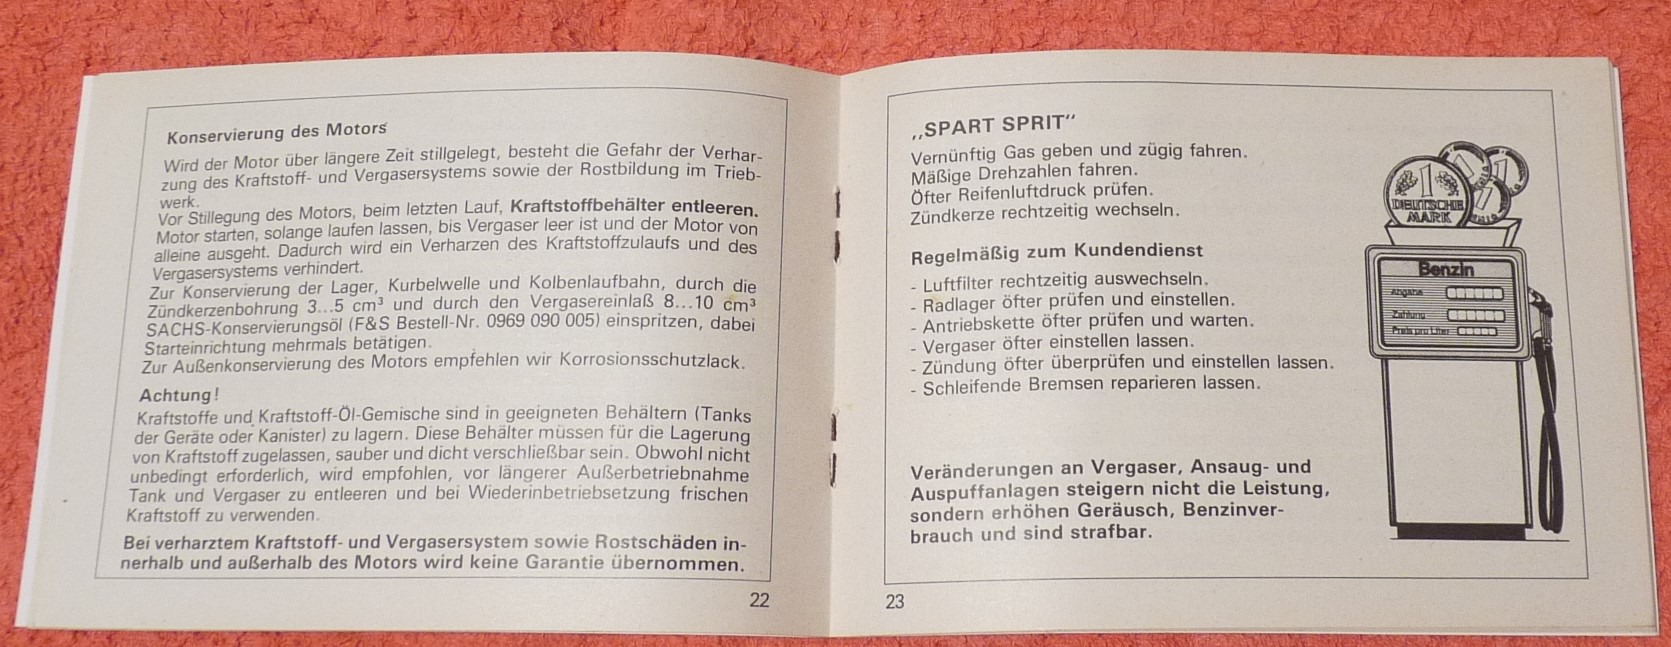 Konservierung des Motors
Wird der Motor über längere Zeit stillgelegt, besteht die Gefahr der Verhar-
zung des Kraftstoff- und Vergasersystems sowie der Rostbildung im Trieb-
werk.
Vor Stillegung des Motors, beim letzten Lauf, Kraftstoffbehälter entleeren.
Motor starten, solange laufen lassen, bis Vergaser leer ist und der Motor von
alleine ausgeht. Dadurch wird ein Verharzen des Kraftstoffzulaufs und des
Vergasersystems verhindert.
Zur Konservierung der Lager, Kurbelwelle und Kolbenlaufbahn, durch die
Zündkerzenbohrung 3...5 cm³ und durch den Vergasereinlaß 8...10 cm³
SACHS-Konservierungsöl (F&S Bestell-Nr. 0969 090 005) einspritzen, dabei
Starteinrichtung mehrmals betätigen.
Zur Außenkonservierung des Motors empfehlen wir Korrosionsschutzlack.
Achtung!
Kraftstoffe und Kraftstoff-Öl-Gemische sind in geeigneten Behältern (Tanks
der Geräte oder Kanister) zu lagern. Diese Behälter müssen für die Lagerung
von Kraftstoff zugelassen, sauber und dicht verschließbar sein. Obwohl nicht
unbedingt erforderlich, wird empfohlen, vor längerer Außerbetriebnahme
Tank und Vergaser zu entleeren und bei Wiederinbetriebsetzung frischen
Kraftstoff zu verwenden.
Bei verharztem Kraftstoff- und Vergasersystem sowie Rostschäden in-
nerhalb und außerhalb des Motors wird keine Garantie übernommen.
22
„SPART SPRIT"
Vernünftig Gas geben und zügig fahren.
Mäßige Drehzahlen fahren.
Öfter Reifenluftdruck prüfen.
Zündkerze rechtzeitig wechseln.
Regelmäßig zum Kundendienst
- Luftfilter rechtzeitig auswechseln.
- Radlager öfter prüfen und einstellen.
- Antriebskette öfter prüfen und warten.
- Vergaser öfter einstellen lassen.
- Zündung öfter überprüfen und einstellen lassen.
- Schleifende Bremsen reparieren lassen.
Veränderungen an Vergaser, Ansaug- und
Auspuffanlagen steigern nicht die Leistung,
sondern erhöhen Geräusch, Benzinver-
brauch und sind strafbar.
1
DEUTSCHE
MARK
1
1
1
Benzin
Zahlung
Preis pro Liter
23